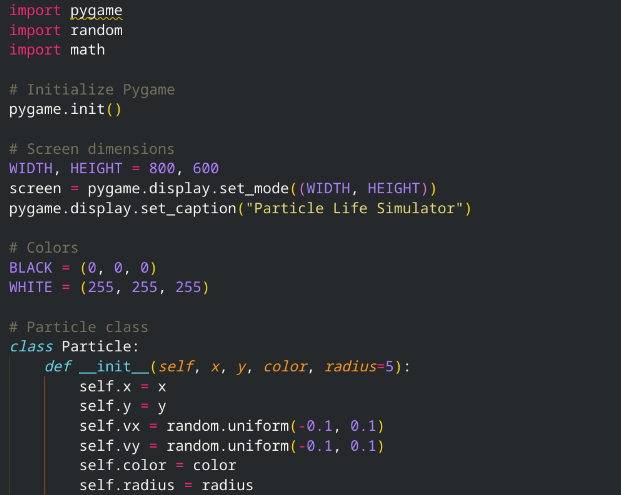 import pygame
import random
import math
# Initialize Pygame
pygame.init()
# Screen dimensions
WIDTH, HEIGHT = 800, 600
screen = pygame.display.set_mode((WIDTH, HEIGHT))
pygame.display.set_caption("Particle Life Simulator")
# Colors
BLACK = (0, 0, 0)
WHITE = (255, 255, 255)
# Particle class
class Particle:
    def __init__(self, x, y, color, radius=5):
        self.x = x
        self.y = y
        self.vx = random.uniform(-0.1, 0.1)
        self.vy = random.uniform(-0.1, 0.1)
        self.color = color
        self.radius = radius